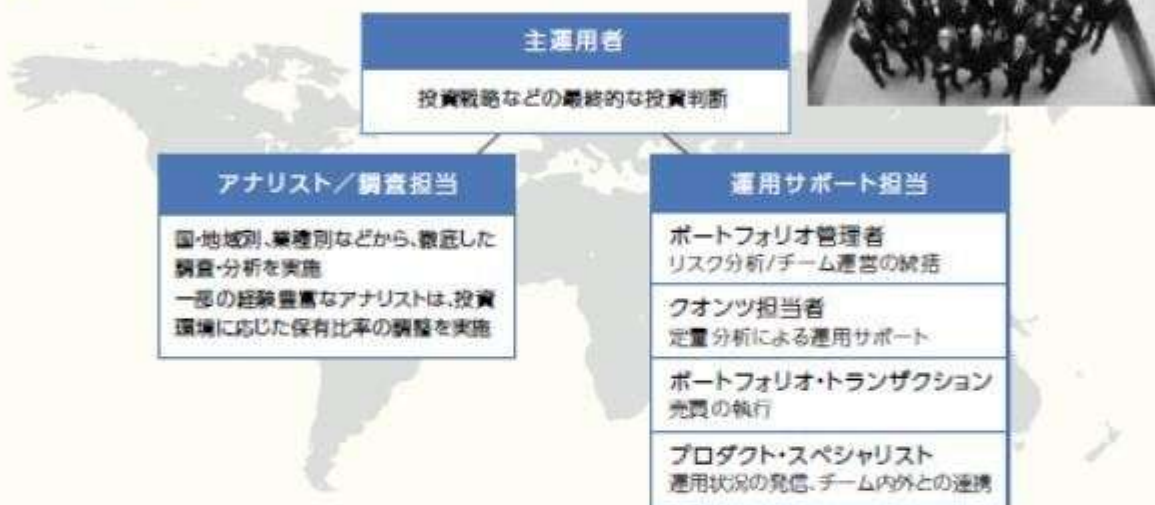 主運用者
投資戦略などの最終的な投資判断
アナリスト／調査担当
国・地域別、業種別などから、徹底した
調査・分析を実施
一部の経験豊富なアナリストは、投資
環境に応じた保有比率の調整を実施
運用サポート担当
ポートフォリオ管理者
リスク分析/チーム運営の統括
クオンツ担当者
定量分析による運用サポート
ポートフォリオ・トランザクション
売買の執行
プロダクト・スペシャリスト
運用状況の発信、チーム内外との連携